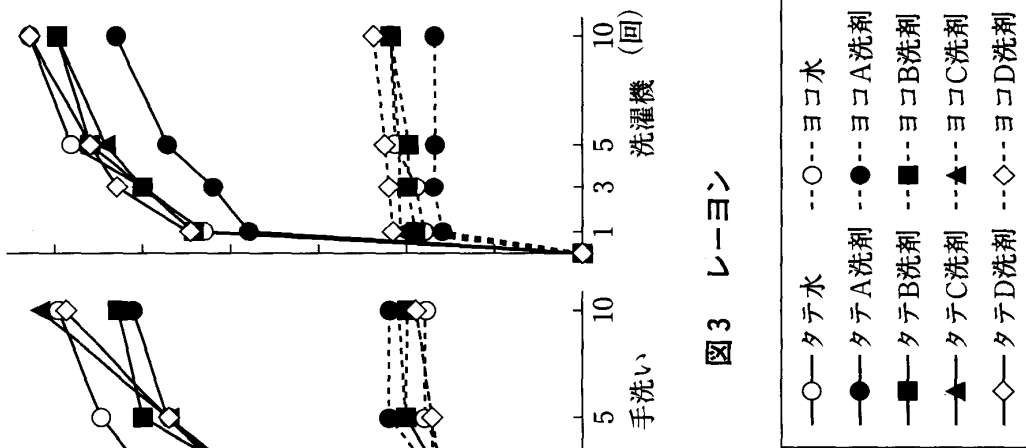 10
5
3
1
(回)
洗濯機
10
5
手洗い
図3 レーヨン
タテ水
ヨコ水
タテA洗剤
ヨコA洗剤
タテB洗剤
ヨコB洗剤
タテC洗剤
ヨコC洗剤
タテD洗剤
ヨコD洗剤